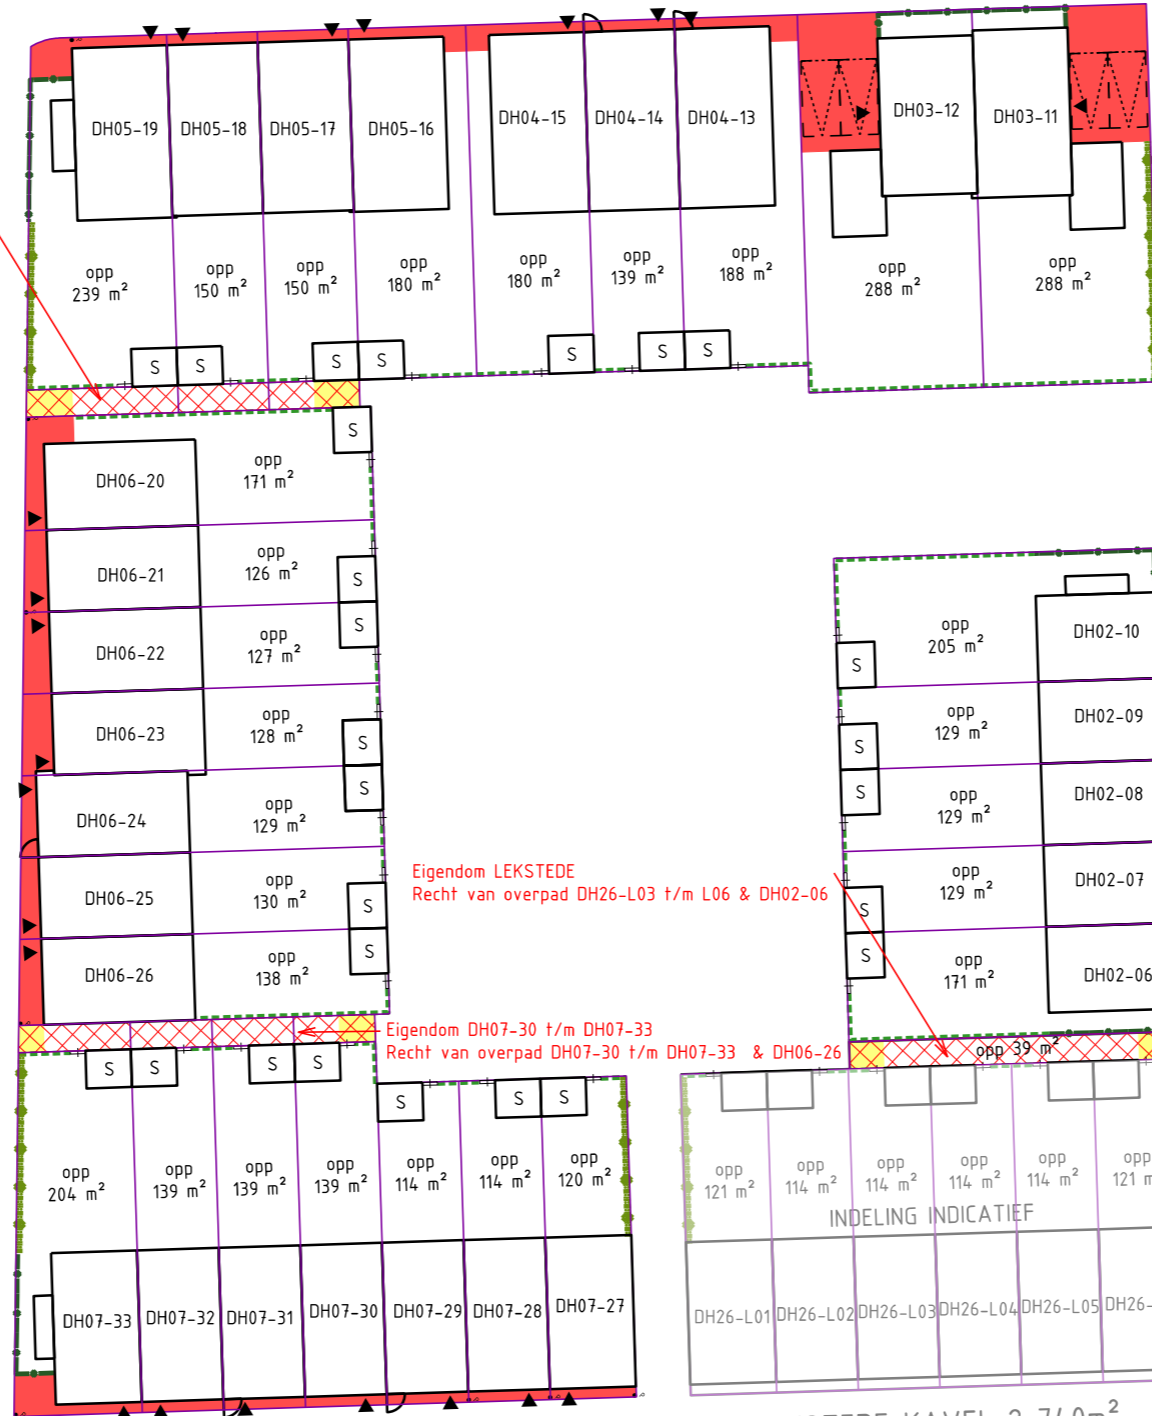 DH05-19
DH05-18
DH05-17
DH05-16
DH04-15
DH04-14
DH04-13
DH03-12
DH03-11
opp
239 m²
opp
150 m²
opp
150 m²
opp
180 m²
opp
180 m²
opp
139 m²
opp
188 m²
opp
288 m²
opp
288 m²
S
S
S
S
S
S
S
DH06-20
opp
171 m²
S
DH06-21
opp
126 m²
S
DH06-22
opp
127 m²
S
DH06-23
opp
128 m²
S
DH06-24
opp
129 m²
S
DH06-25
opp
130 m²
S
DH06-26
opp
138 m²
S
opp
205 m²
DH02-10
S
opp
129 m²
DH02-09
S
opp
129 m²
DH02-08
S
opp
129 m²
DH02-07
S
opp
171 m²
DH02-06
S
Eigendom LEKSTEDE
Recht van overpad DH26-L03 t/m L06 & DH02-06
Eigendom DH07-30 t/m DH07-33
Recht van overpad DH07-30 t/m DH07-33 & DH06-26
opp 39 m²
S
S
S
S
S
S
S
opp
204 m²
opp
139 m²
opp
139 m²
opp
139 m²
opp
114 m²
opp
114 m²
opp
120 m²
DH07-33
DH07-32
DH07-31
DH07-30
DH07-29
DH07-28
DH07-27
opp
121 m²
opp
114 m²
opp
114 m²
opp
114 m²
opp
114 m²
opp
121 m
INDELING INDICATIEF
DH26-L01
DH26-L02
DH26-L03
DH26-L04
DH26-L05
DH26-
KAVEL